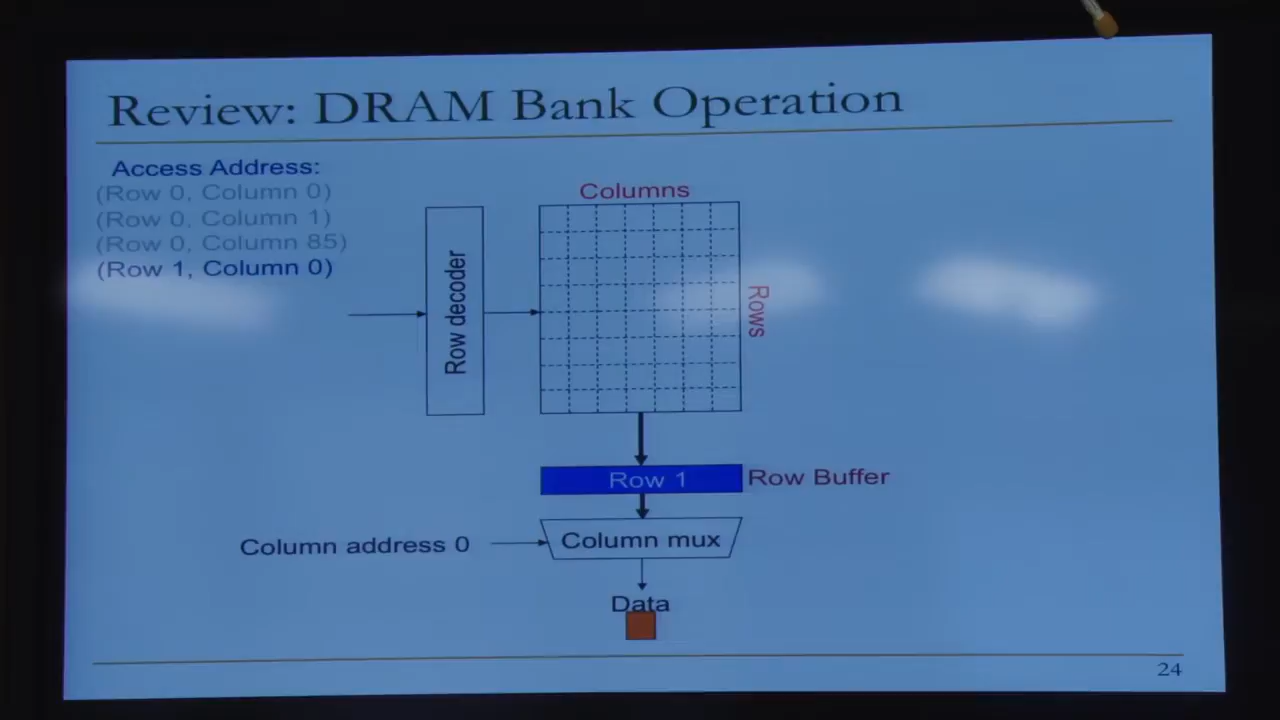 Review: DRAM Bank Operation
Access Address:
(Row 0, Column 0)
(Row 0, Column 1)
(Row 0, Column 85)
(Row 1, Column 0)
Columns
Row decoder
Rows
Row 1
Row Buffer
Column address 0
Column mux
Data
24